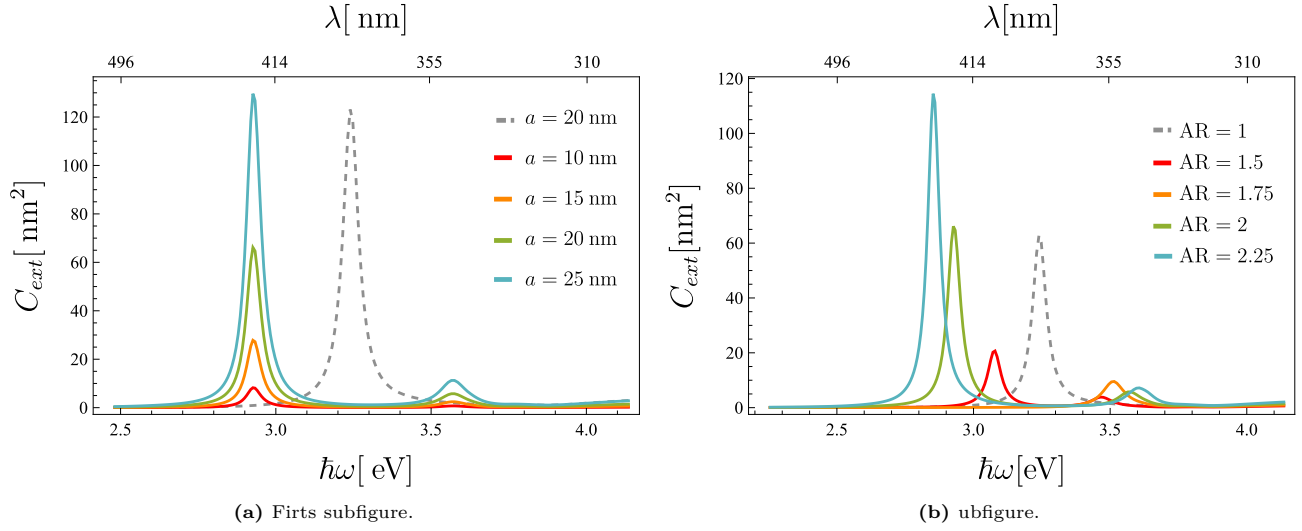 λ[ nm]
496 414 355 310
C_ext[ nm²]
120
100
80
60
40
20
0
a = 20 nm
a = 10 nm
a = 15 nm
a = 20 nm
a = 25 nm
2.5 3.0 3.5 4.0
ħω[ eV]
(a) Firts subfigure.
λ[nm]
496 414 355 310
C_ext[nm²]
120
100
80
60
40
20
0
AR = 1
AR = 1.5
AR = 1.75
AR = 2
AR = 2.25
2.5 3.0 3.5 4.0
ħω[eV]
(b) ubfigure.